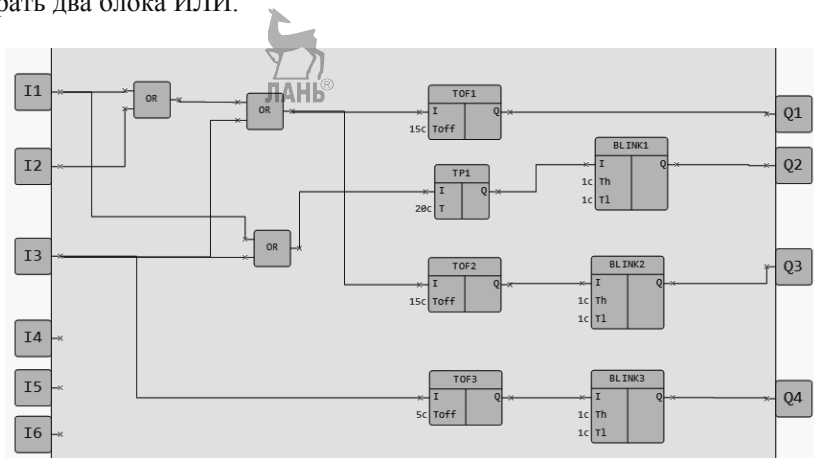 рать два блока ИЛИ.
ЛАНЬ®
I1
I2
I3
I4
I5
I6
OR
OR
OR
TOF1
I Q
15c Toff
TP1
I Q
20c T
BLINK1
I Q
1c Th
1c Tl
TOF2
I Q
15c Toff
BLINK2
I Q
1c Th
1c Tl
TOF3
I Q
5c Toff
BLINK3
I Q
1c Th
1c Tl
Q1
Q2
Q3
Q4